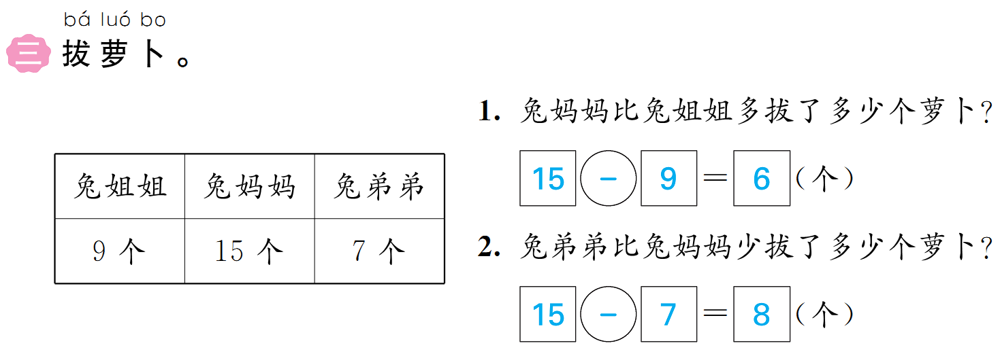 bá luó bo
三 拔萝卜。
兔姐姐 兔妈妈 兔弟弟
9 个 15 个 7 个
1. 兔妈妈比兔姐姐多拔了多少个萝卜?
15 − 9 = 6 (个)
2. 兔弟弟比兔妈妈少拔了多少个萝卜?
15 − 7 = 8 (个)